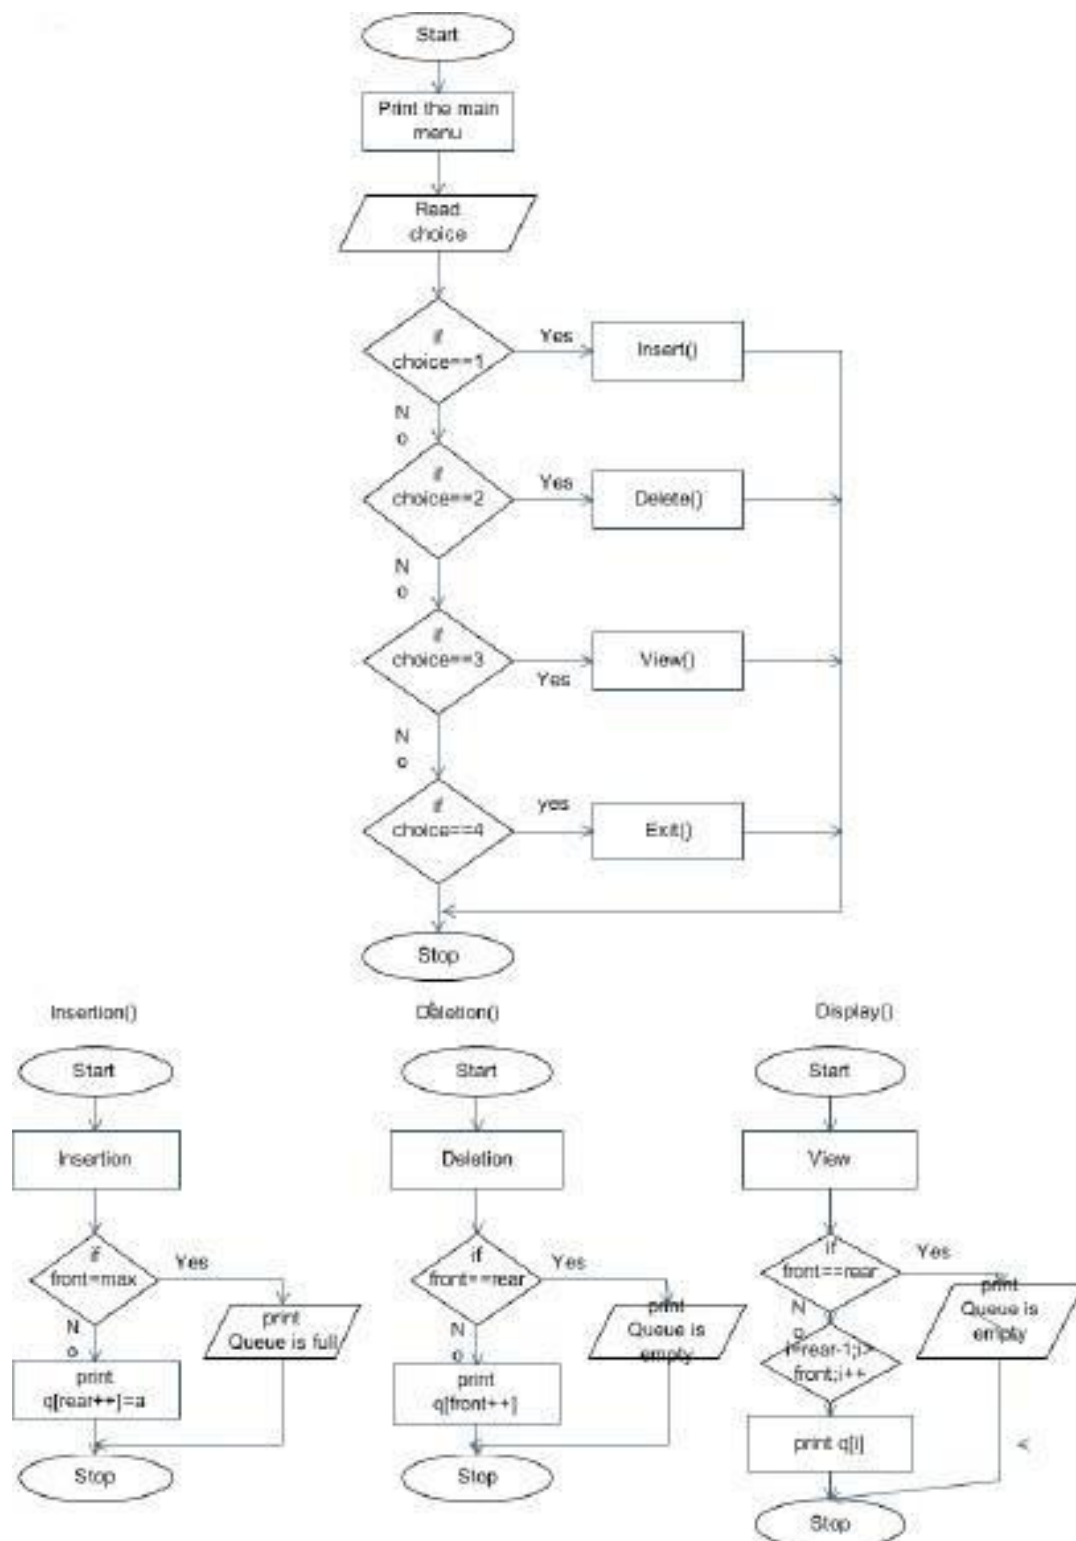 Start
Print the main
menu
Read
choice
if
choice==1
Yes
Insert()
N
o
if
choice==2
Yes
Delete()
N
o
if
choice==3
Yes
View()
N
o
if
choice==4
yes
Exit()
Stop
Insertion()
Deletion()
Display()
Start
Start
Start
Insertion
Deletion
View
if
front=max
Yes
print
Queue is full
N
o
print
q[rear++]=a
Stop
if
front==rear
Yes
print
Queue is
empty
N
o
print
q[front++]
Stop
if
front==rear
Yes
print
Queue is
empty
N
o
i=rear-1;i>
front;i++
print q[i]
Stop